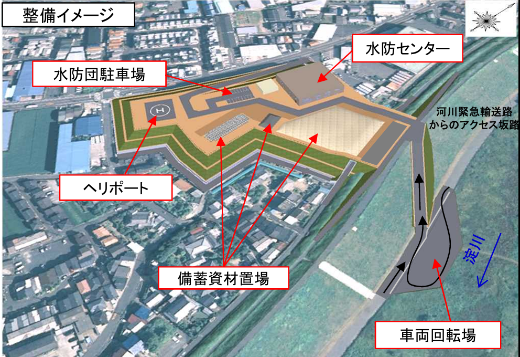 整備イメージ
水防センター
水防団駐車場
河川緊急輸送路
からのアクセス坂路
H
ヘリポート
備蓄資材置場
淀川
車両回転場